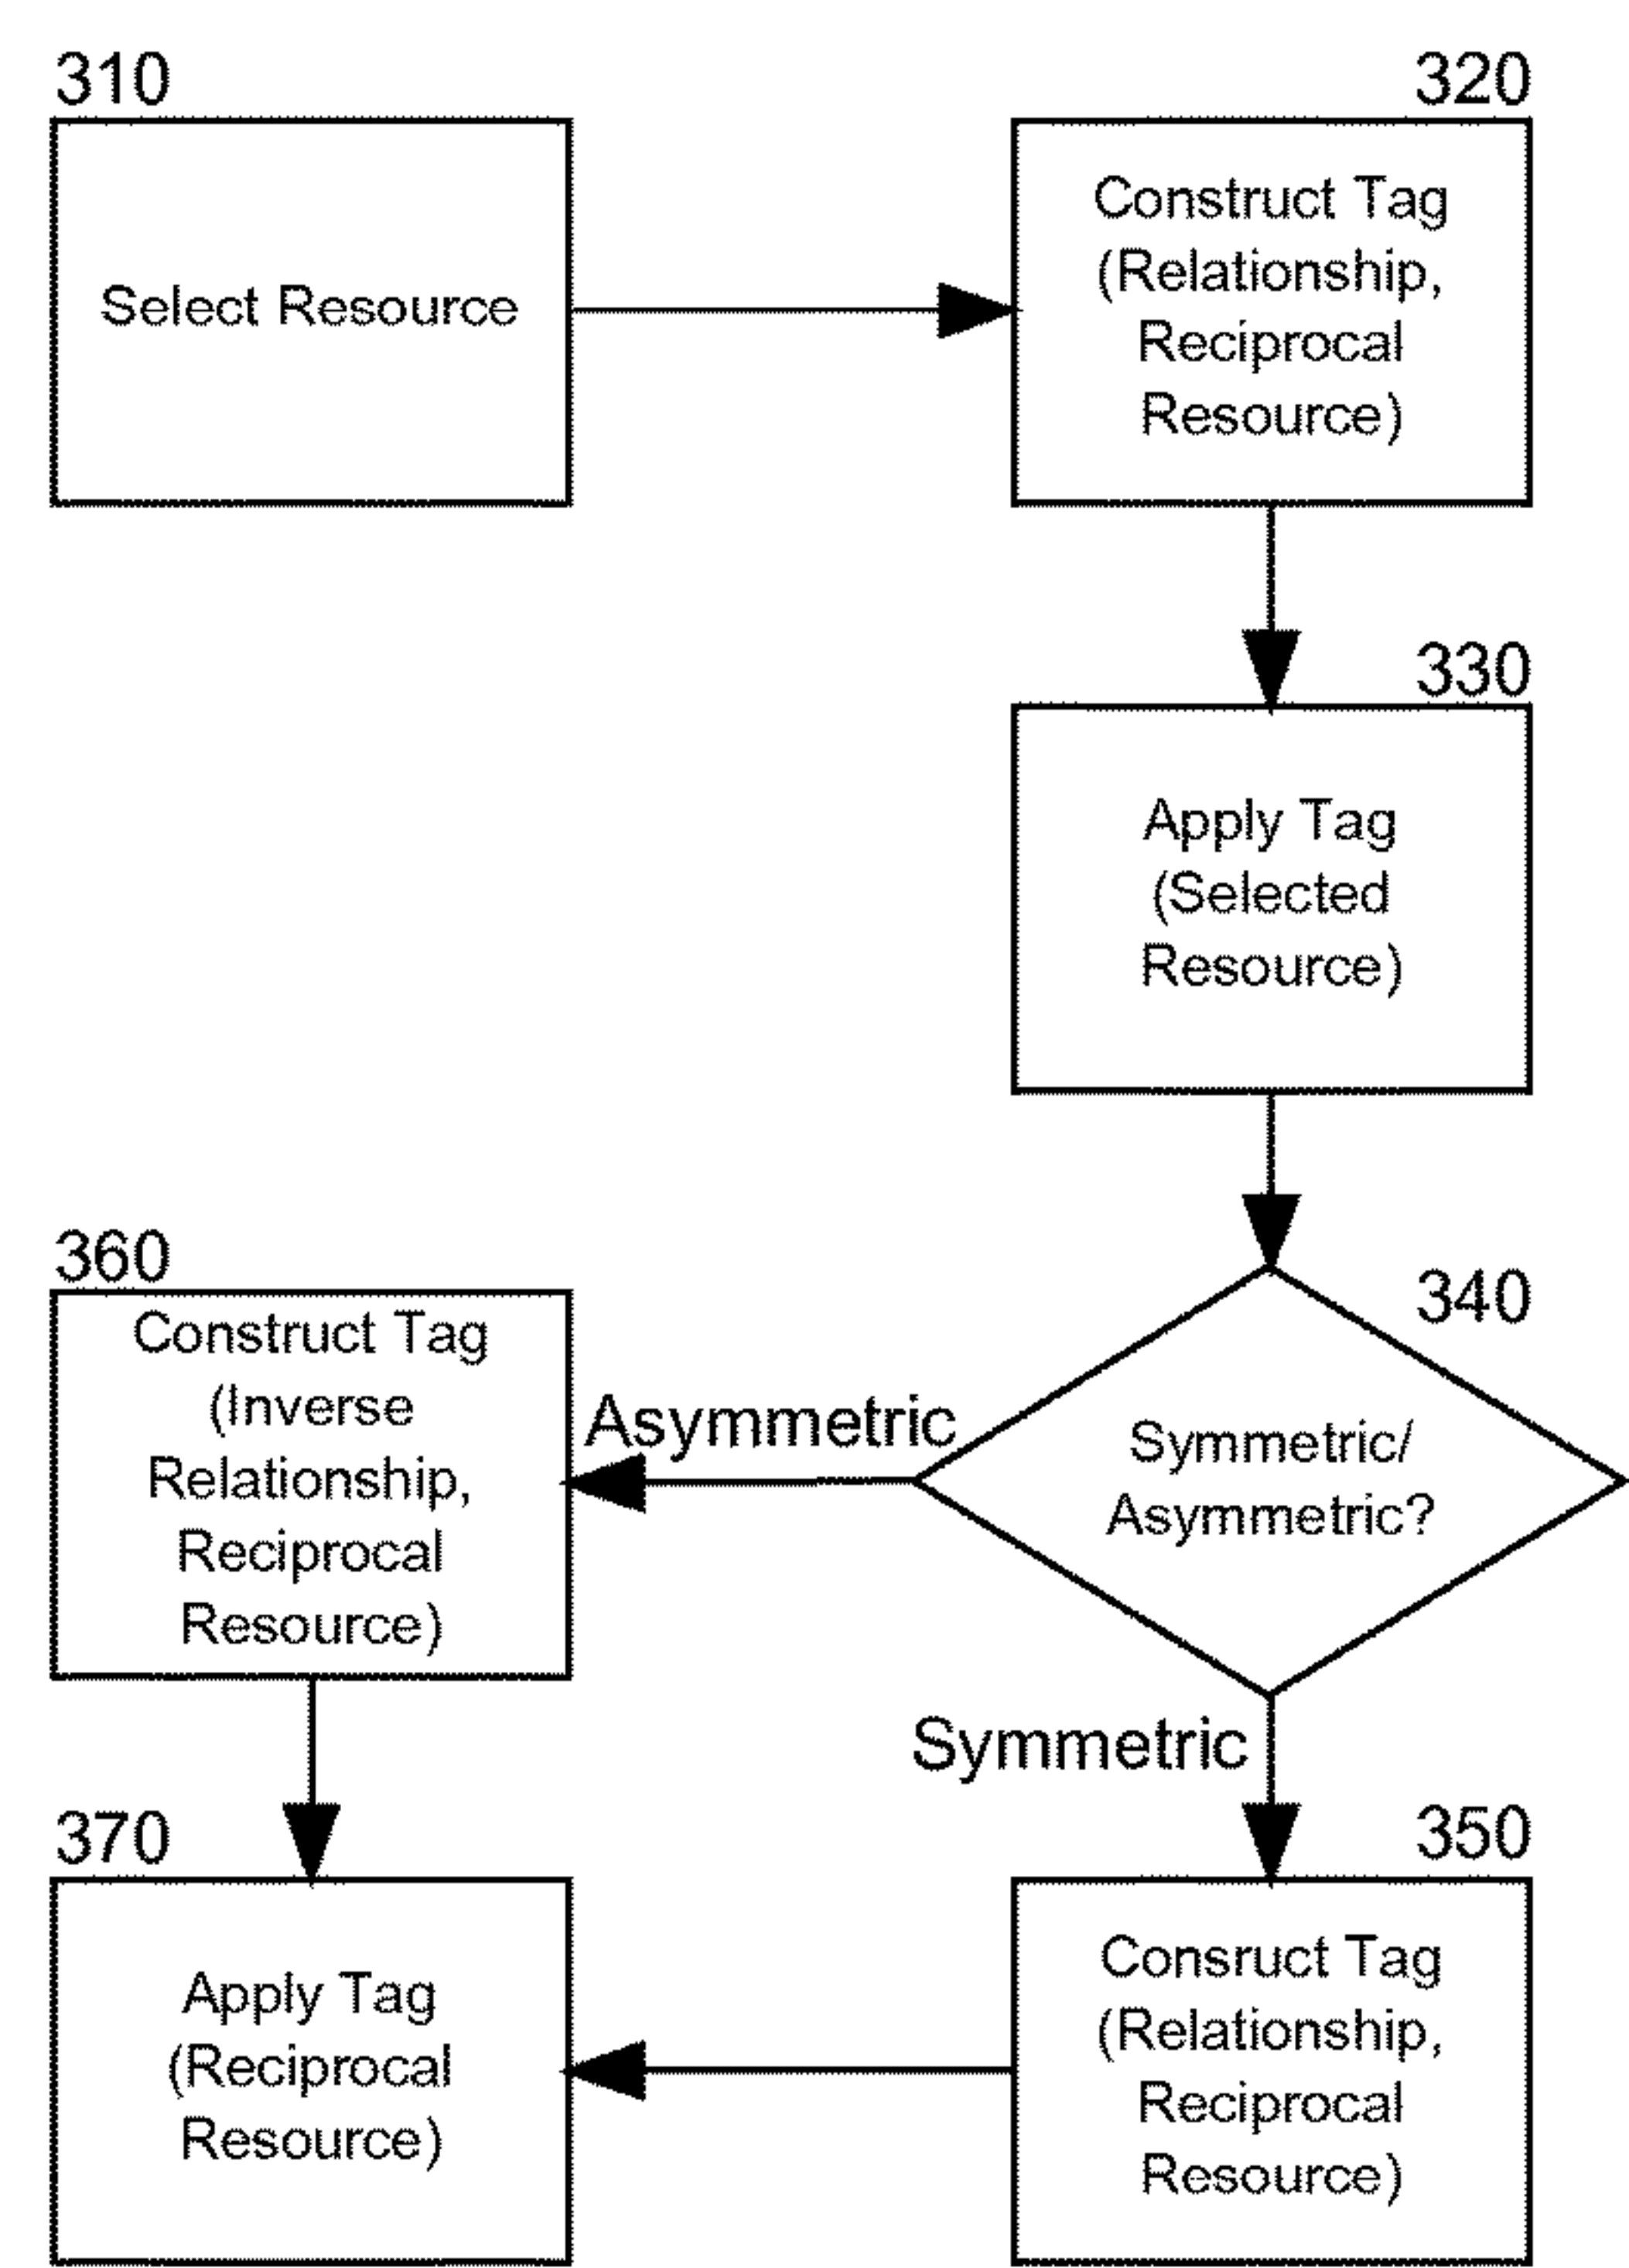 310
Select Resource
320
Construct Tag
(Relationship,
Reciprocal
Resource)
330
Apply Tag
(Selected
Resource)
340
Symmetric/
Asymmetric?
Asymmetric
360
Construct Tag
(Inverse
Relationship,
Reciprocal
Resource)
Symmetric
350
Consruct Tag
(Relationship,
Reciprocal
Resource)
370
Apply Tag
(Reciprocal
Resource)